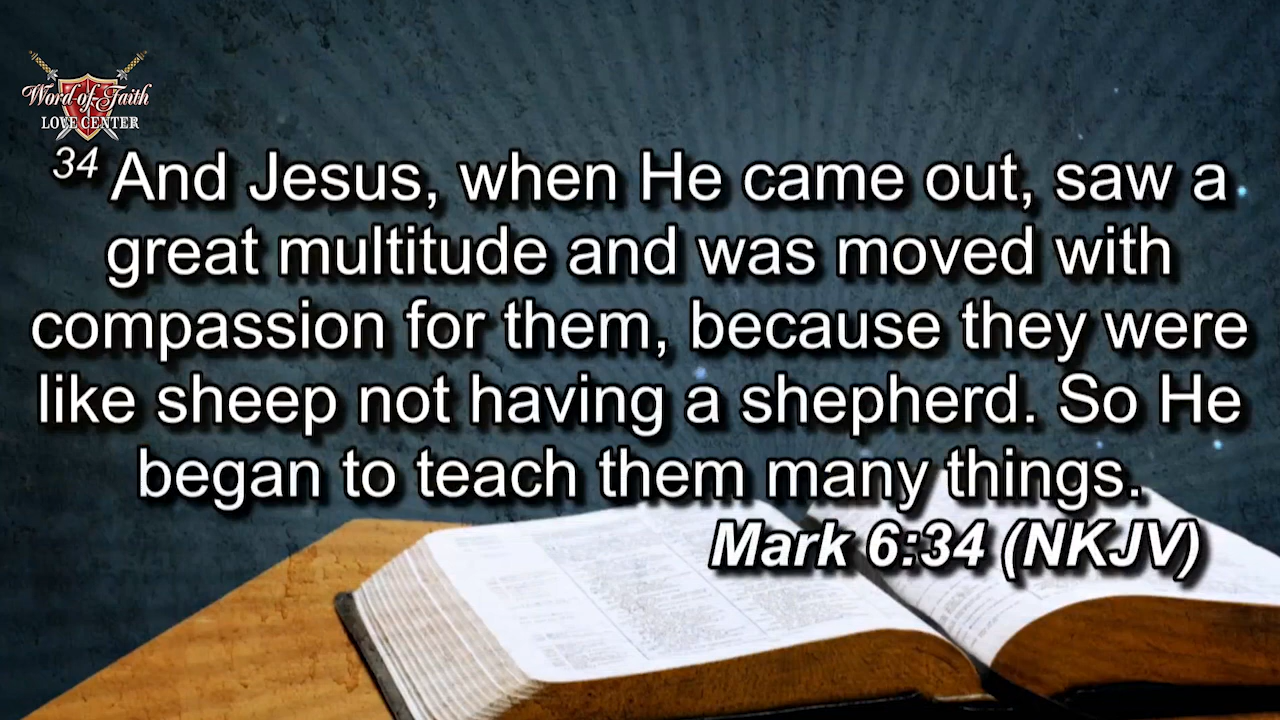 Word of Faith
LOVE CENTER
34 And Jesus, when He came out, saw a
great multitude and was moved with
compassion for them, because they were
like sheep not having a shepherd. So He
began to teach them many things.
Mark 6:34 (NKJV)